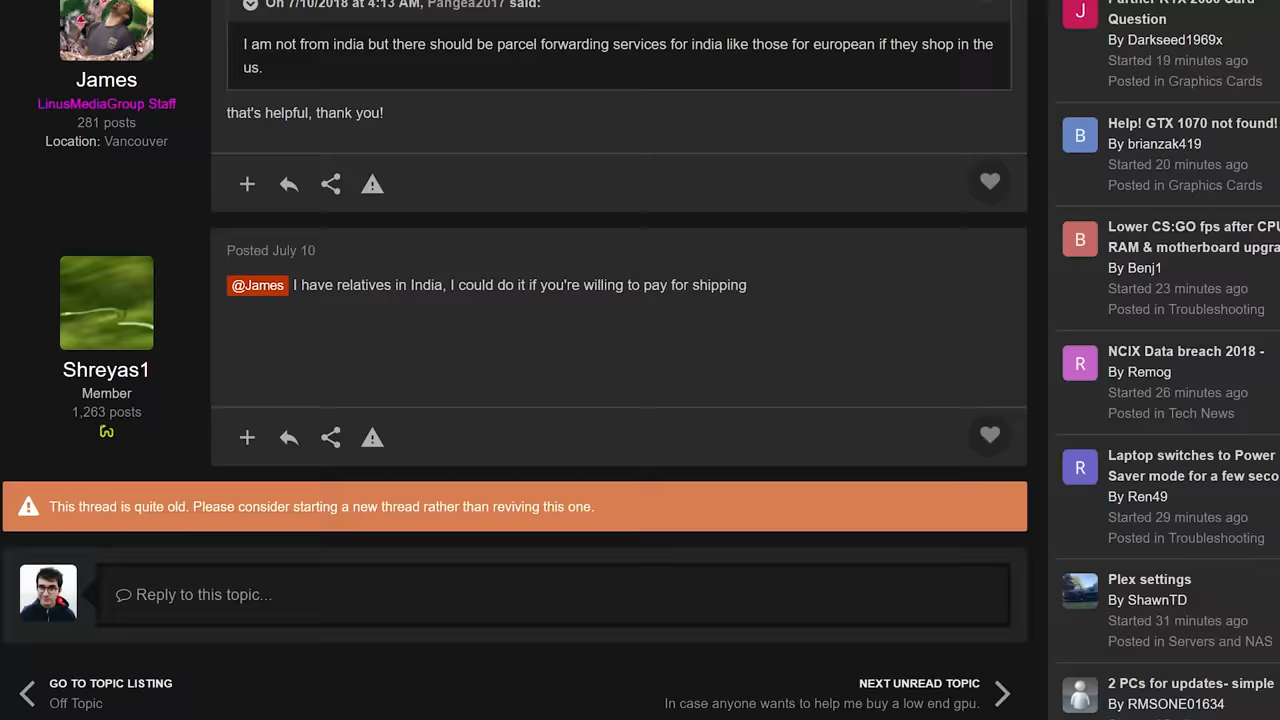 On 7/10/2018 at 4:13 AM, Pangea2017 said:
I am not from india but there should be parcel forwarding services for india like those for european if they shop in the
us.
James
LinusMediaGroup Staff
281 posts
Location: Vancouver
that's helpful, thank you!
Posted July 10
@James I have relatives in India, I could do it if you're willing to pay for shipping
Shreyas1
Member
1,263 posts
This thread is quite old. Please consider starting a new thread rather than reviving this one.
Reply to this topic...
GO TO TOPIC LISTING
Off Topic
NEXT UNREAD TOPIC
In case anyone wants to help me buy a low end gpu.
J
Question
By Darkseed1969x
Started 19 minutes ago
Posted in Graphics Cards
B
Help! GTX 1070 not found!
By brianzak419
Started 20 minutes ago
Posted in Graphics Cards
B
Lower CS:GO fps after CPU
RAM & motherboard upgra
By Benj1
Started 23 minutes ago
Posted in Troubleshooting
R
NCIX Data breach 2018 -
By Remog
Started 26 minutes ago
Posted in Tech News
R
Laptop switches to Power
Saver mode for a few seco
By Ren49
Started 29 minutes ago
Posted in Troubleshooting
Plex settings
By ShawnTD
Started 31 minutes ago
Posted in Servers and NAS
2 PCs for updates- simple
By RMSONE01634